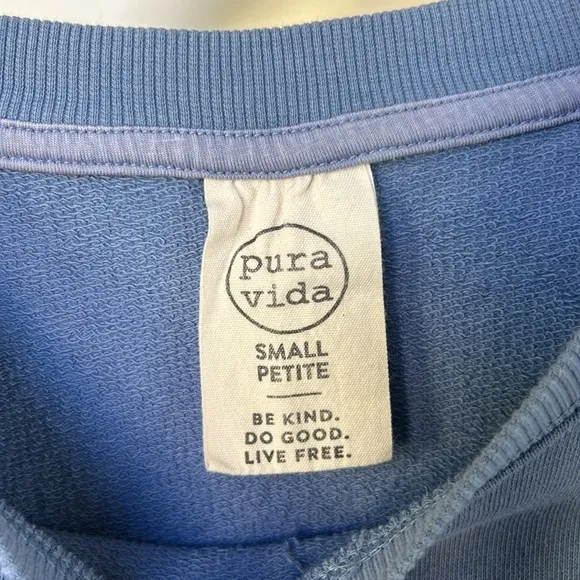 pura
vida
SMALL
PETITE
BE KIND.
DO GOOD.
LIVE FREE.